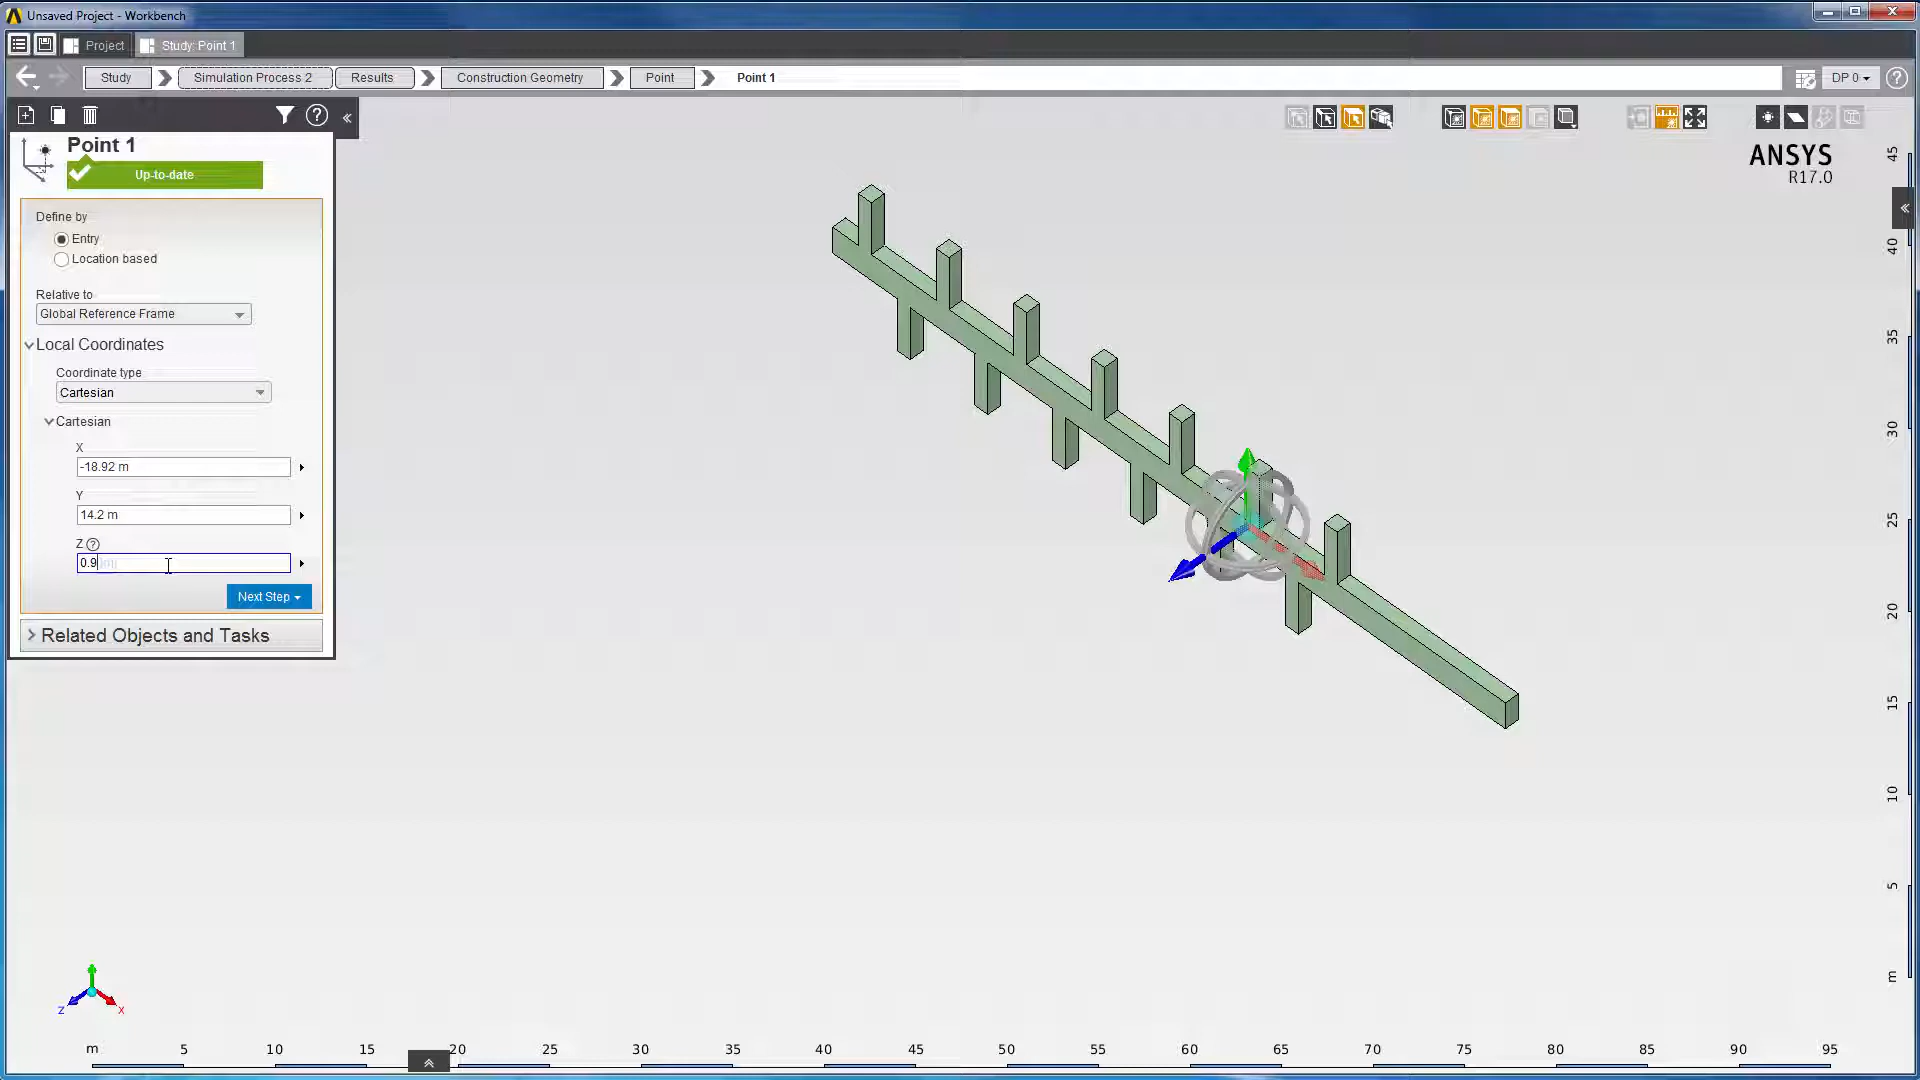 Unsaved Project - Workbench
Project
Study: Point 1
Study
Simulation Process 2
Results
Construction Geometry
Point
Point 1
DP 0
Point 1
Up-to-date
Define by
Entry
Location based
Relative to
Global Reference Frame
Local Coordinates
Coordinate type
Cartesian
Cartesian
X
-18.92 m
Y
14.2 m
Z
0.9
Next Step
Related Objects and Tasks
ANSYS
R17.0
45
40
35
30
25
20
15
10
5
m
z
x
m 5 10 15 20 25 30 35 40 45 50 55 60 65 70 75 80 85 90 95